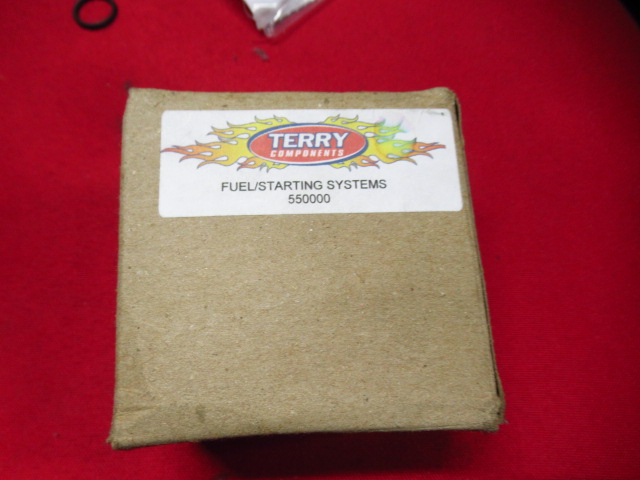 TERRY
COMPONENTS
FUEL/STARTING SYSTEMS
550000